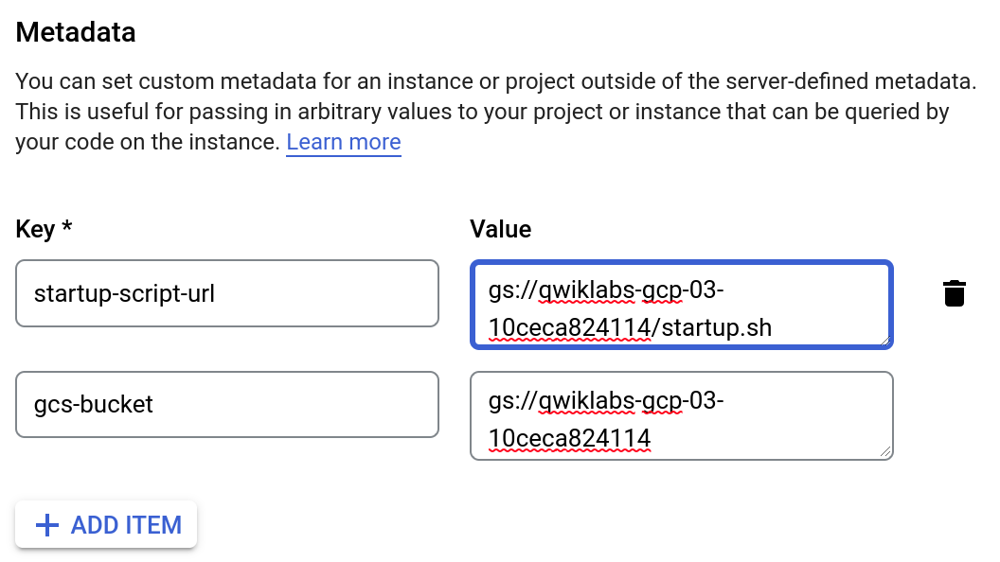 Metadata
You can set custom metadata for an instance or project outside of the server-defined metadata.
This is useful for passing in arbitrary values to your project or instance that can be queried by
your code on the instance. Learn more
Key * Value
startup-script-url
gs://qwiklabs-gcp-03-
10ceca824114/startup.sh
gcs-bucket
gs://qwiklabs-gcp-03-
10ceca824114
ADD ITEM